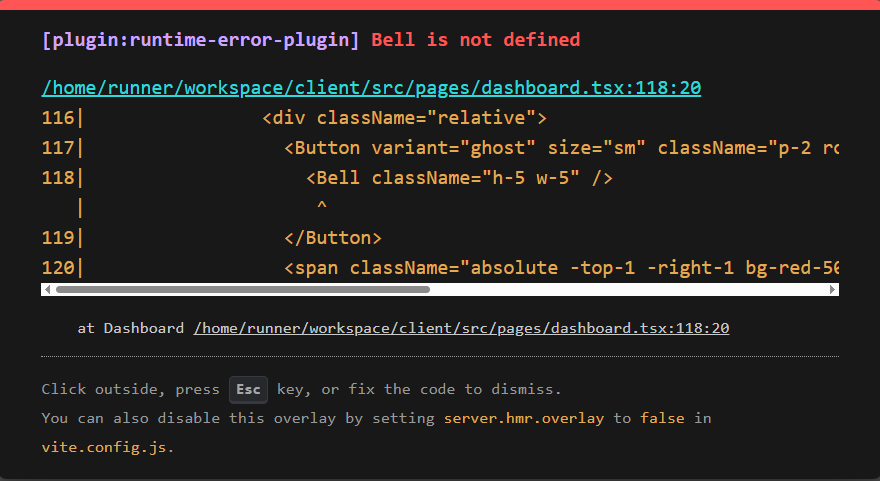 [plugin:runtime-error-plugin] Bell is not defined
/home/runner/workspace/client/src/pages/dashboard.tsx:118:20
116|                <div className="relative">
117|                  <Button variant="ghost" size="sm" className="p-2
118|                    <Bell className="h-5 w-5" />
   |                     ^
119|                  </Button>
120|                  <span className="absolute -top-1 -right-1
at Dashboard /home/runner/workspace/client/src/pages/dashboard.tsx:118:20
Click outside, press Esc key, or fix the code to dismiss.
You can also disable this overlay by setting server.hmr.overlay to false in
vite.config.js.